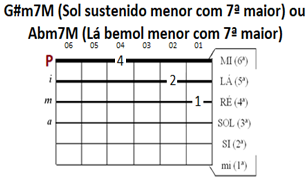 G#m7M (Sol sustenido menor com 7ª maior) ou
Abm7M (Lá bemol menor com 7ª maior)
06 05 04 03 02 01
P 4 MI (6ª)
i 2 LÁ (5ª)
m 1 RÉ (4ª)
a SOL (3ª)
SI (2ª)
mi (1ª)